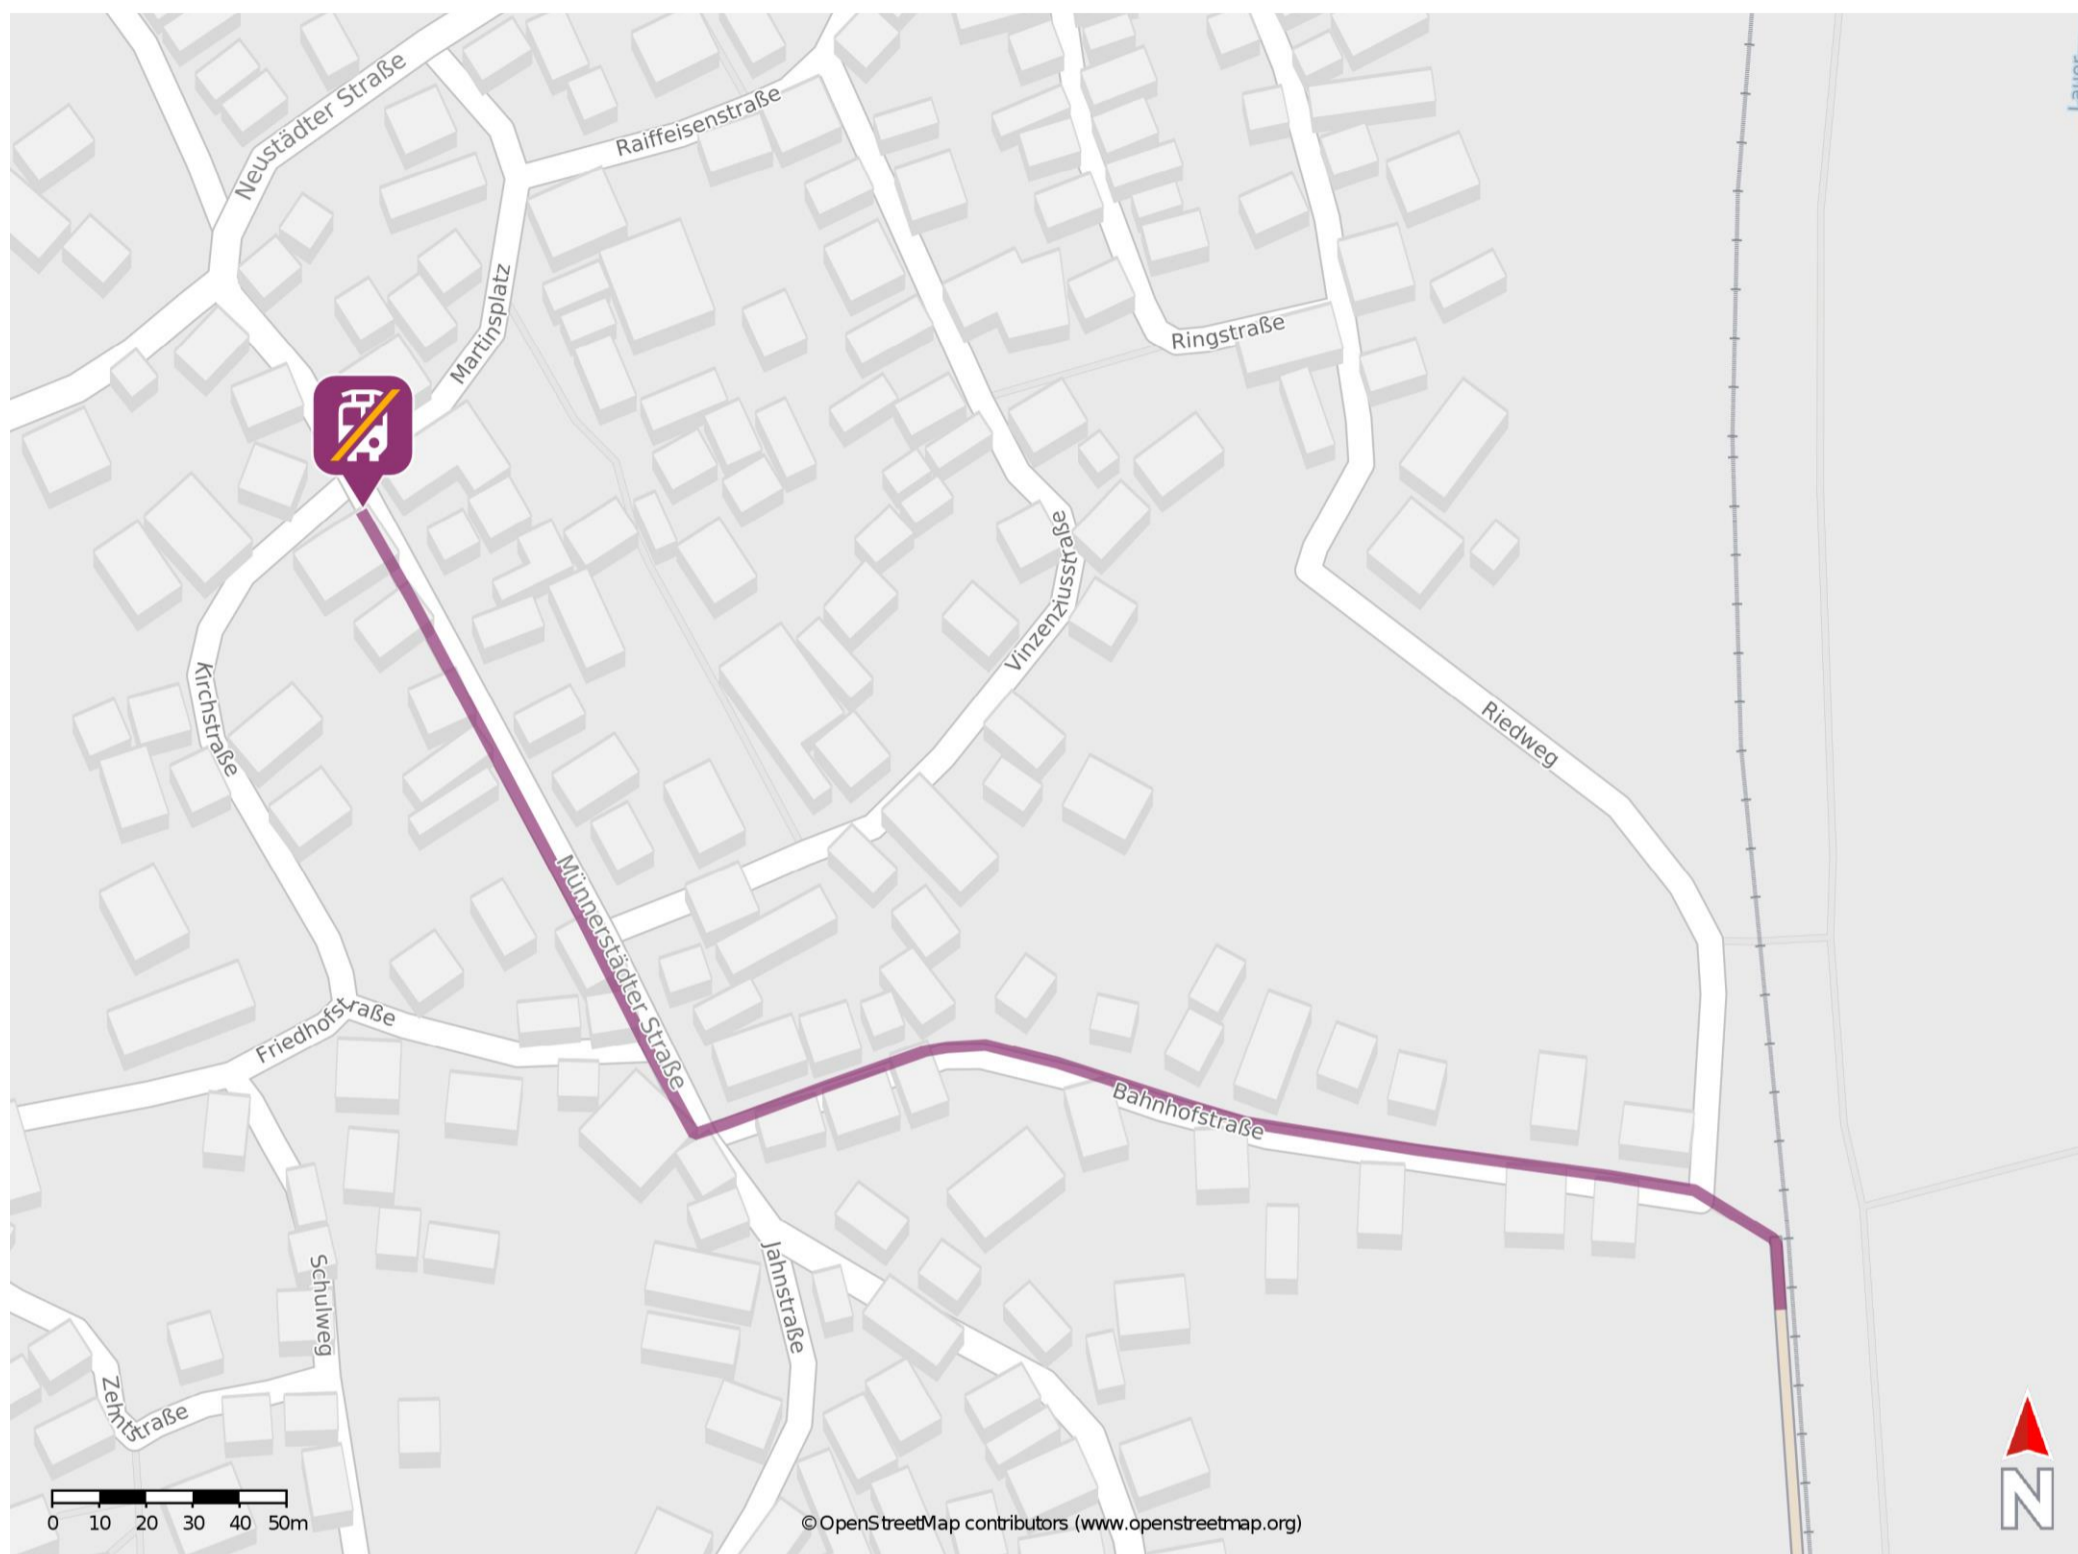 Neustädter Straße
Lauer
Raiffeisenstraße
Martinsplatz
Ringstraße
Vinzenziusstraße
Kirchstraße
Riedweg
Münnerstädter Straße
Friedhofstraße
Bahnhofstraße
Schulweg
Jahnstraße
Zehntstraße
0 10 20 30 40 50m
© OpenStreetMap contributors (www.openstreetmap.org)
N